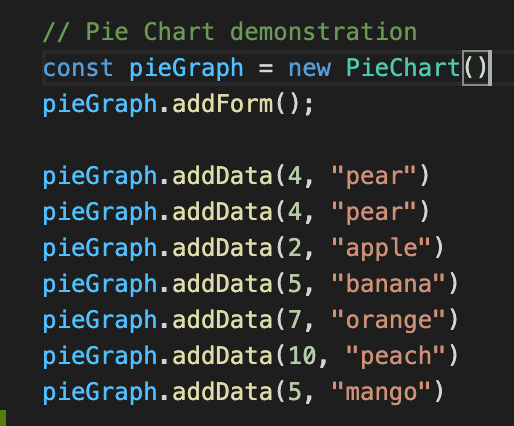 // Pie Chart demonstration
const pieGraph = new PieChart()
pieGraph.addForm();
pieGraph.addData(4, "pear")
pieGraph.addData(4, "pear")
pieGraph.addData(2, "apple")
pieGraph.addData(5, "banana")
pieGraph.addData(7, "orange")
pieGraph.addData(10, "peach")
pieGraph.addData(5, "mango")